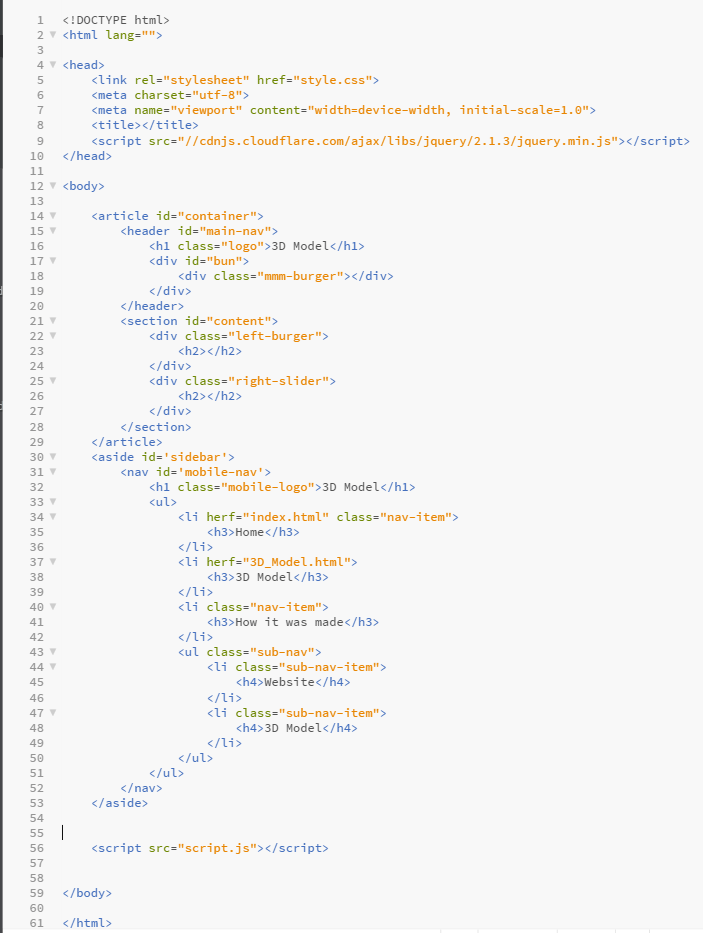 1 <!DOCTYPE html>
2 <html lang="">
3
4 <head>
5     <link rel="stylesheet" href="style.css">
6     <meta charset="utf-8">
7     <meta name="viewport" content="width=device-width, initial-scale=1.0">
8     <title></title>
9     <script src="//cdnjs.cloudflare.com/ajax/libs/jquery/2.1.3/jquery.min.js"></script>
10 </head>
11
12 <body>
13
14     <article id="container">
15         <header id="main-nav">
16             <h1 class="logo">3D Model</h1>
17             <div id="bun">
18                 <div class="mmm-burger"></div>
19             </div>
20         </header>
21         <section id="content">
22             <div class="left-burger">
23                 <h2></h2>
24             </div>
25             <div class="right-slider">
26                 <h2></h2>
27             </div>
28         </section>
29     </article>
30     <aside id='sidebar'>
31         <nav id='mobile-nav'>
32             <h1 class="mobile-logo">3D Model</h1>
33             <ul>
34                 <li herf="index.html" class="nav-item">
35                     <h3>Home</h3>
36                 </li>
37                 <li herf="3D_Model.html">
38                     <h3>3D Model</h3>
39                 </li>
40                 <li class="nav-item">
41                     <h3>How it was made</h3>
42                 </li>
43                 <ul class="sub-nav">
44                     <li class="sub-nav-item">
45                         <h4>Website</h4>
46                     </li>
47                     <li class="sub-nav-item">
48                         <h4>3D Model</h4>
49                     </li>
50                 </ul>
51             </ul>
52         </nav>
53     </aside>
54
55
56     <script src="script.js"></script>
57
58
59 </body>
60
61 </html>